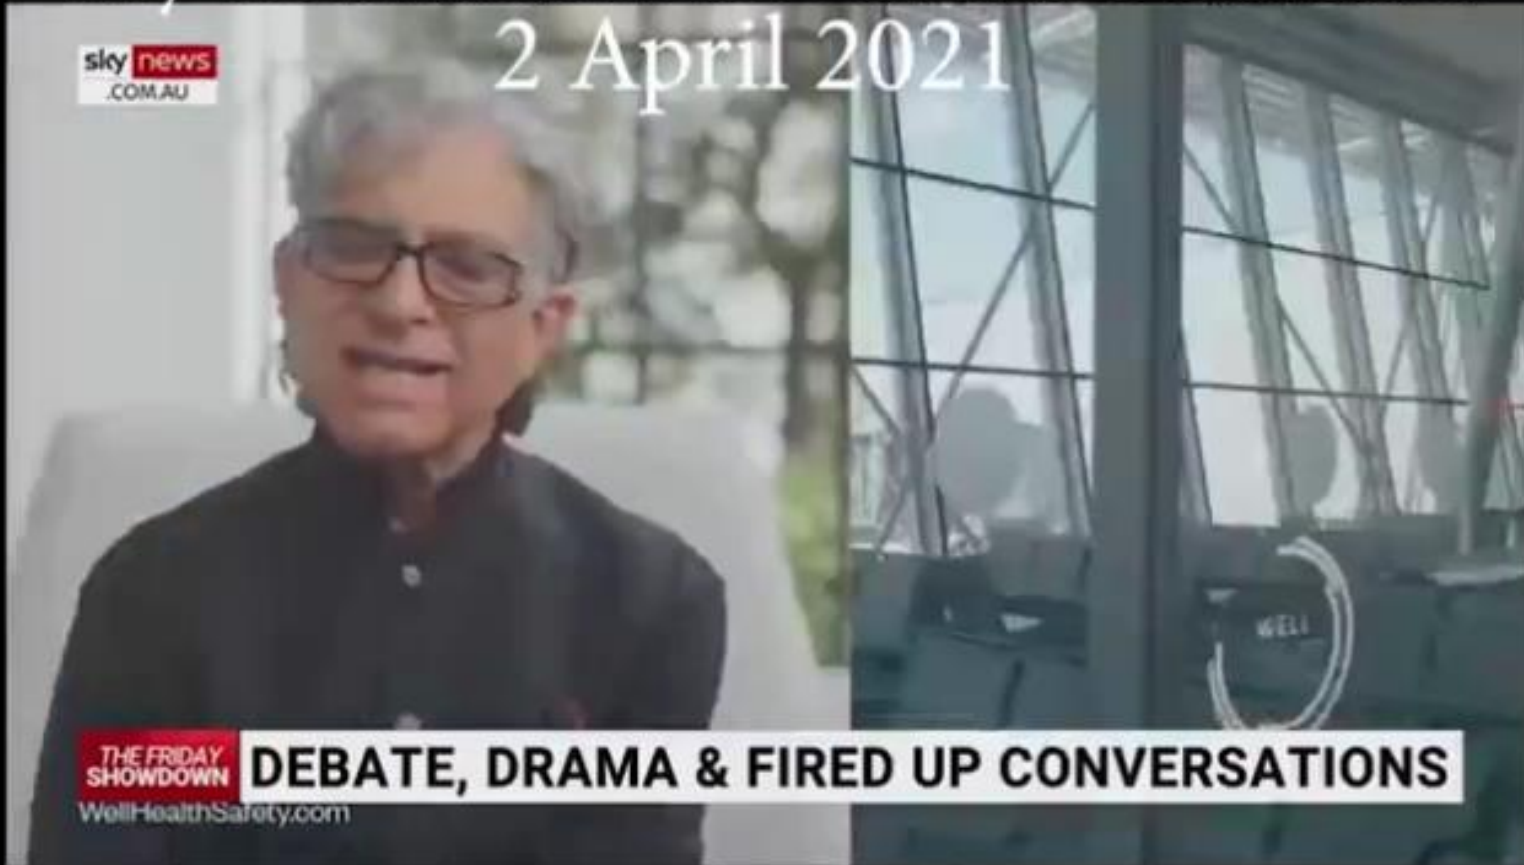 2 April 2021
sky news
.COM.AU
WELL
THE FRIDAY
SHOWDOWN
DEBATE, DRAMA & FIRED UP CONVERSATIONS
WellHealthSafety.com